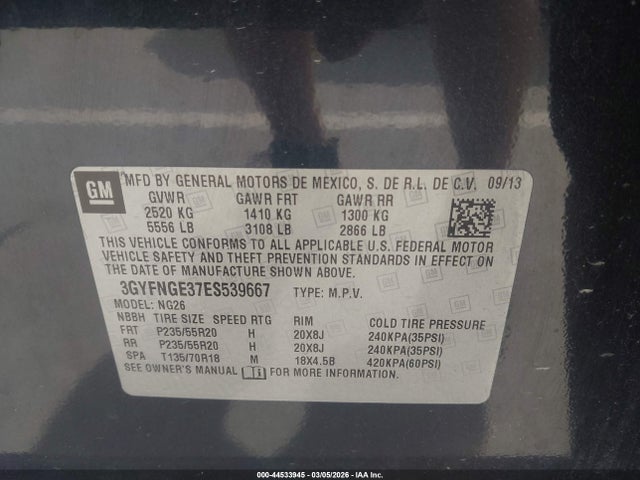 GM
MFD BY GENERAL MOTORS DE MEXICO, S. DE R.L. DE C.V. 09/13
GVWR GAWR FRT GAWR RR
2520 KG 1410 KG 1300 KG
5556 LB 3108 LB 2866 LB
THIS VEHICLE CONFORMS TO ALL APPLICABLE U.S. FEDERAL MOTOR
VEHICLE SAFETY AND THEFT PREVENTION STANDARDS IN EFFECT ON
THE DATE OF MANUFACTURE SHOWN ABOVE.
3GYFNGE37ES539667 TYPE: M.P.V.
MODEL: NG26
NBBH TIRE SIZE SPEED RTG RIM COLD TIRE PRESSURE
FRT P235/55R20 H 20X8J 240KPA(35PSI)
RR P235/55R20 H 20X8J 240KPA(35PSI)
SPA T135/70R18 M 18X4.5B 420KPA(60PSI)
SEE OWNER'S MANUAL FOR MORE INFORMATION.
000-44533945 - 03/05/2026 - IAA Inc.